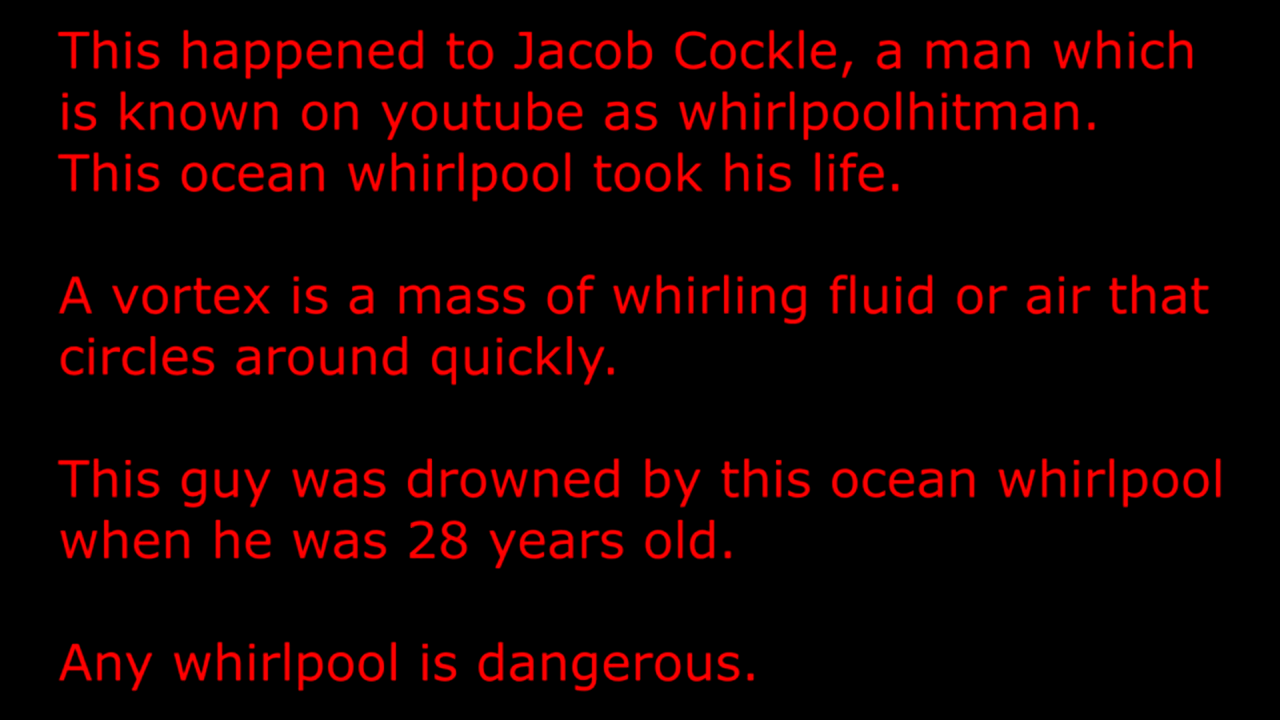 This happened to Jacob Cockle, a man which
is known on youtube as whirlpoolhitman.
This ocean whirlpool took his life.
A vortex is a mass of whirling fluid or air that
circles around quickly.
This guy was drowned by this ocean whirlpool
when he was 28 years old.
Any whirlpool is dangerous.